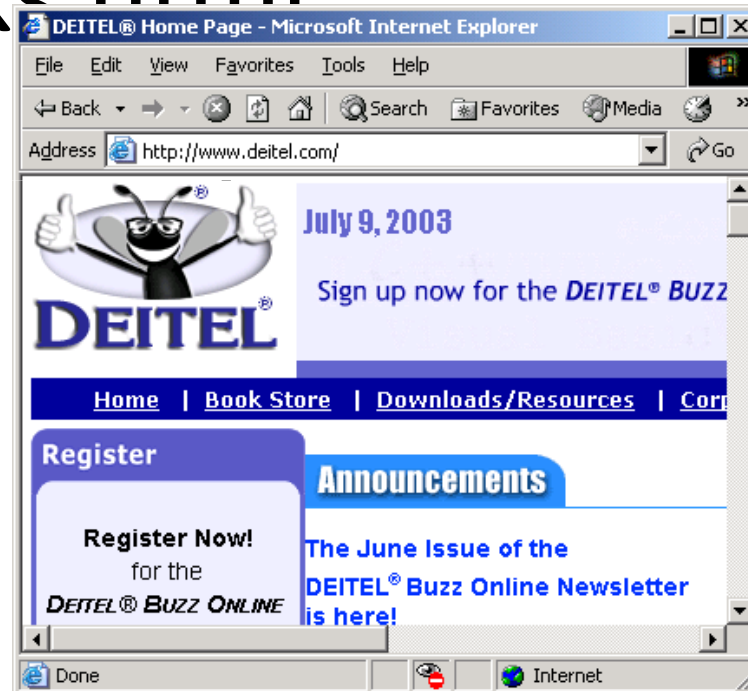 DEITEL® Home Page - Microsoft Internet Explorer
File Edit View Favorites Tools Help
Back Search Favorites Media »
Address http://www.deitel.com/ Go
®
DEITEL®
July 9, 2003
Sign up now for the DEITEL® BUZZ
Home | Book Store | Downloads/Resources | Corp
Register
Register Now!
for the
DEITEL® BUZZ ONLINE
Announcements
The June Issue of the
DEITEL® Buzz Online Newsletter
is here!
Done Internet